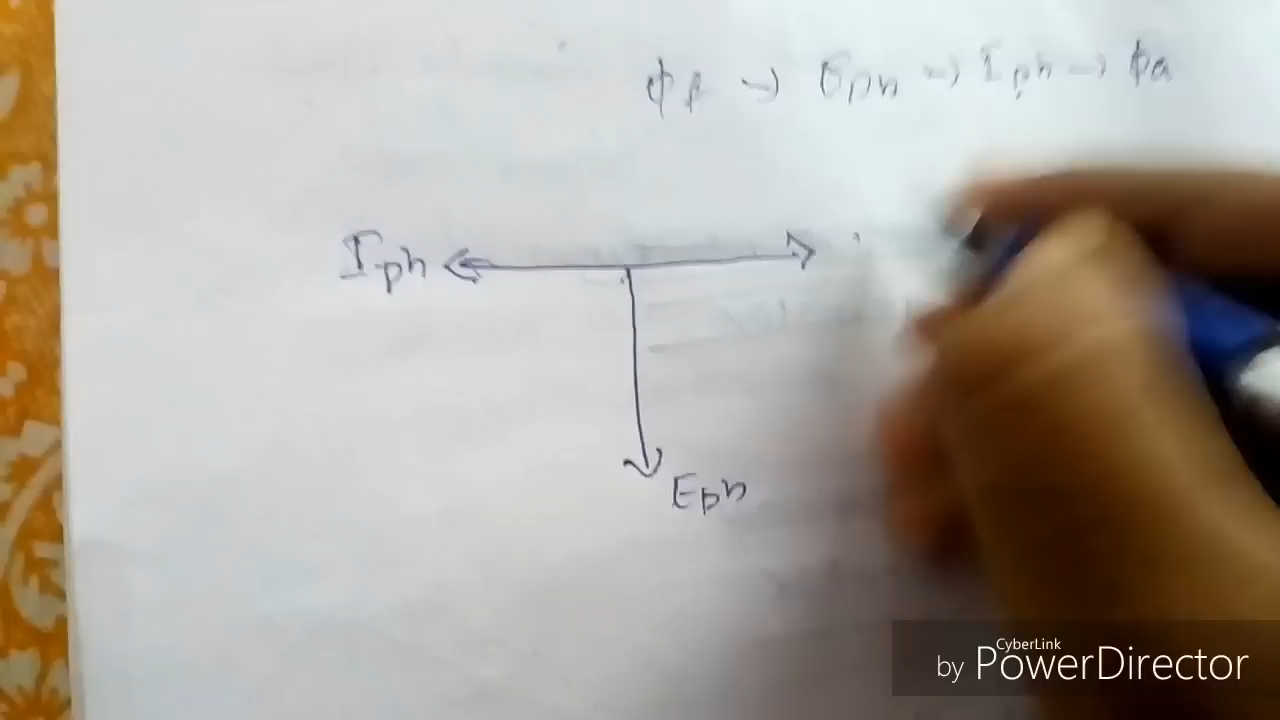 ϕf → Eph → Iph → ϕa
Iph
Eph
CyberLink
by PowerDirector